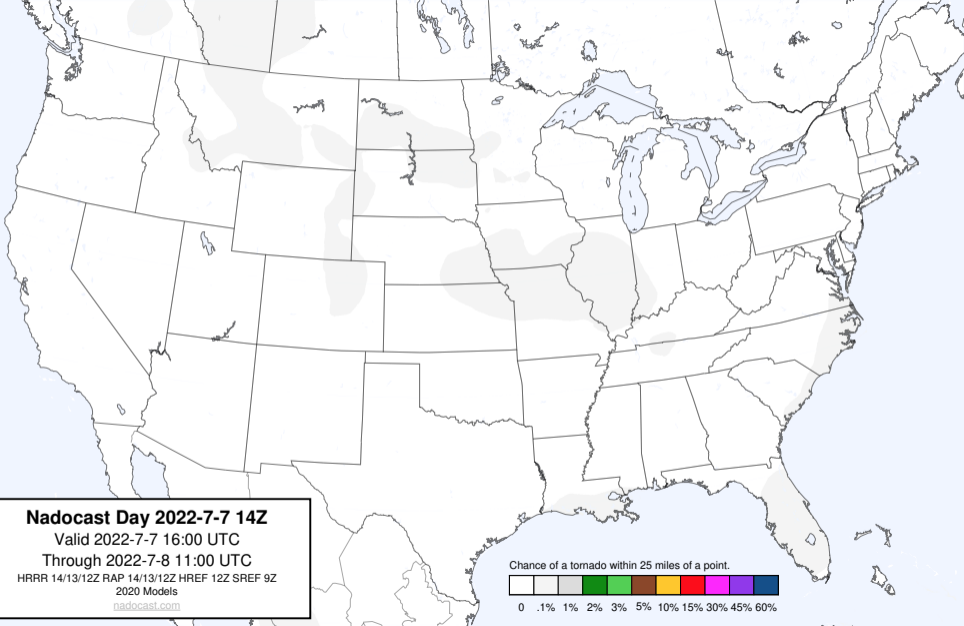 Nadocast Day 2022-7-7 14Z
Valid 2022-7-7 16:00 UTC
Through 2022-7-8 11:00 UTC
HRRR 14/13/12Z RAP 14/13/12Z HREF 12Z SREF 9Z
2020 Models
nadocast.com
Chance of a tornado within 25 miles of a point.
0 .1% 1% 2% 3% 5% 10% 15% 30% 45% 60%